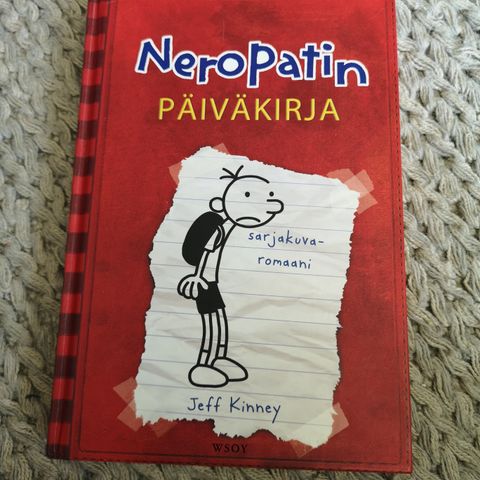 NeroPatin
PÄIVÄKIRJA
sarjakuva-
romaani
Jeff Kinney
WSOY